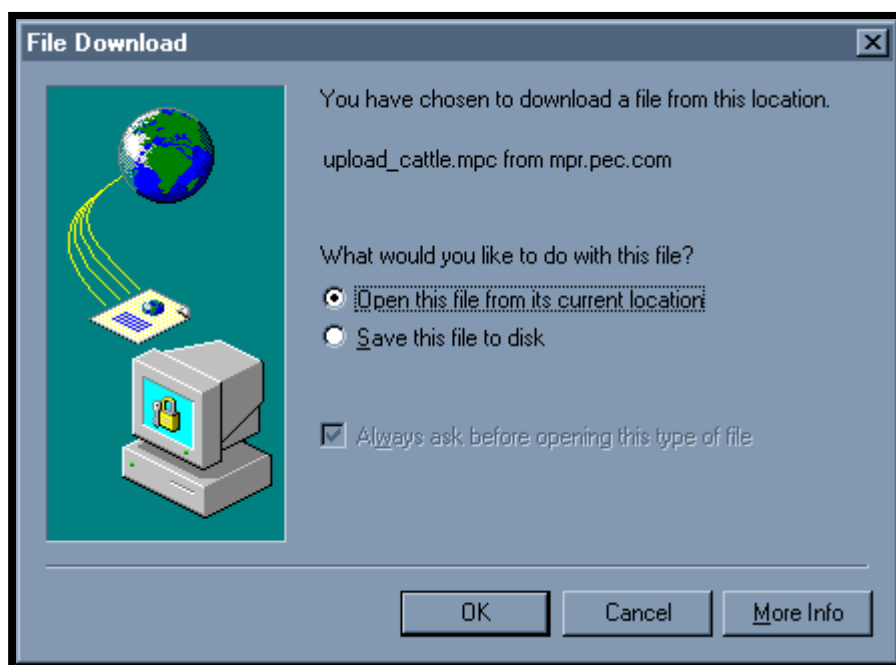 File Download
You have chosen to download a file from this location.
upload_cattle.mpc from mpr.pec.com
What would you like to do with this file?
Open this file from its current location
Save this file to disk
Always ask before opening this type of file
OK
Cancel
More Info